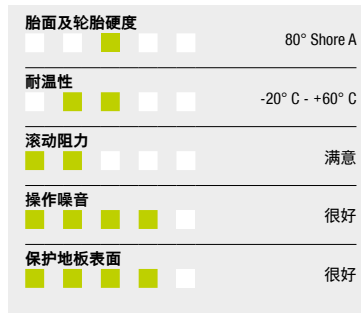 胎面及轮胎硬度
80° Shore A
耐温性
-20° C - +60° C
滚动阻力
满意
操作噪音
很好
保护地板表面
很好